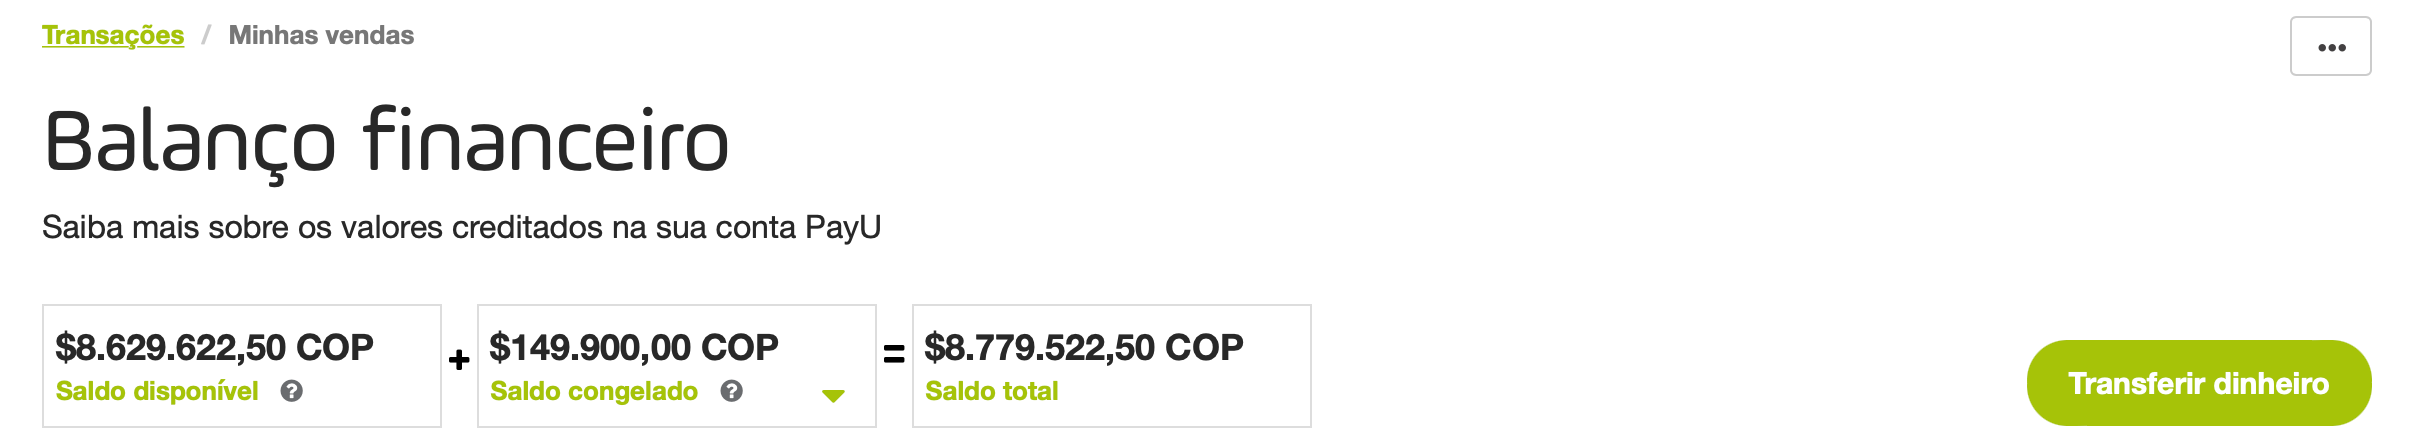 Transações / Minhas vendas
•••
Balanço financeiro
Saiba mais sobre os valores creditados na sua conta PayU
$8.629.622,50 COP + $149.900,00 COP = $8.779.522,50 COP
Saldo disponível ? Saldo congelado ? Saldo total
Transferir dinheiro